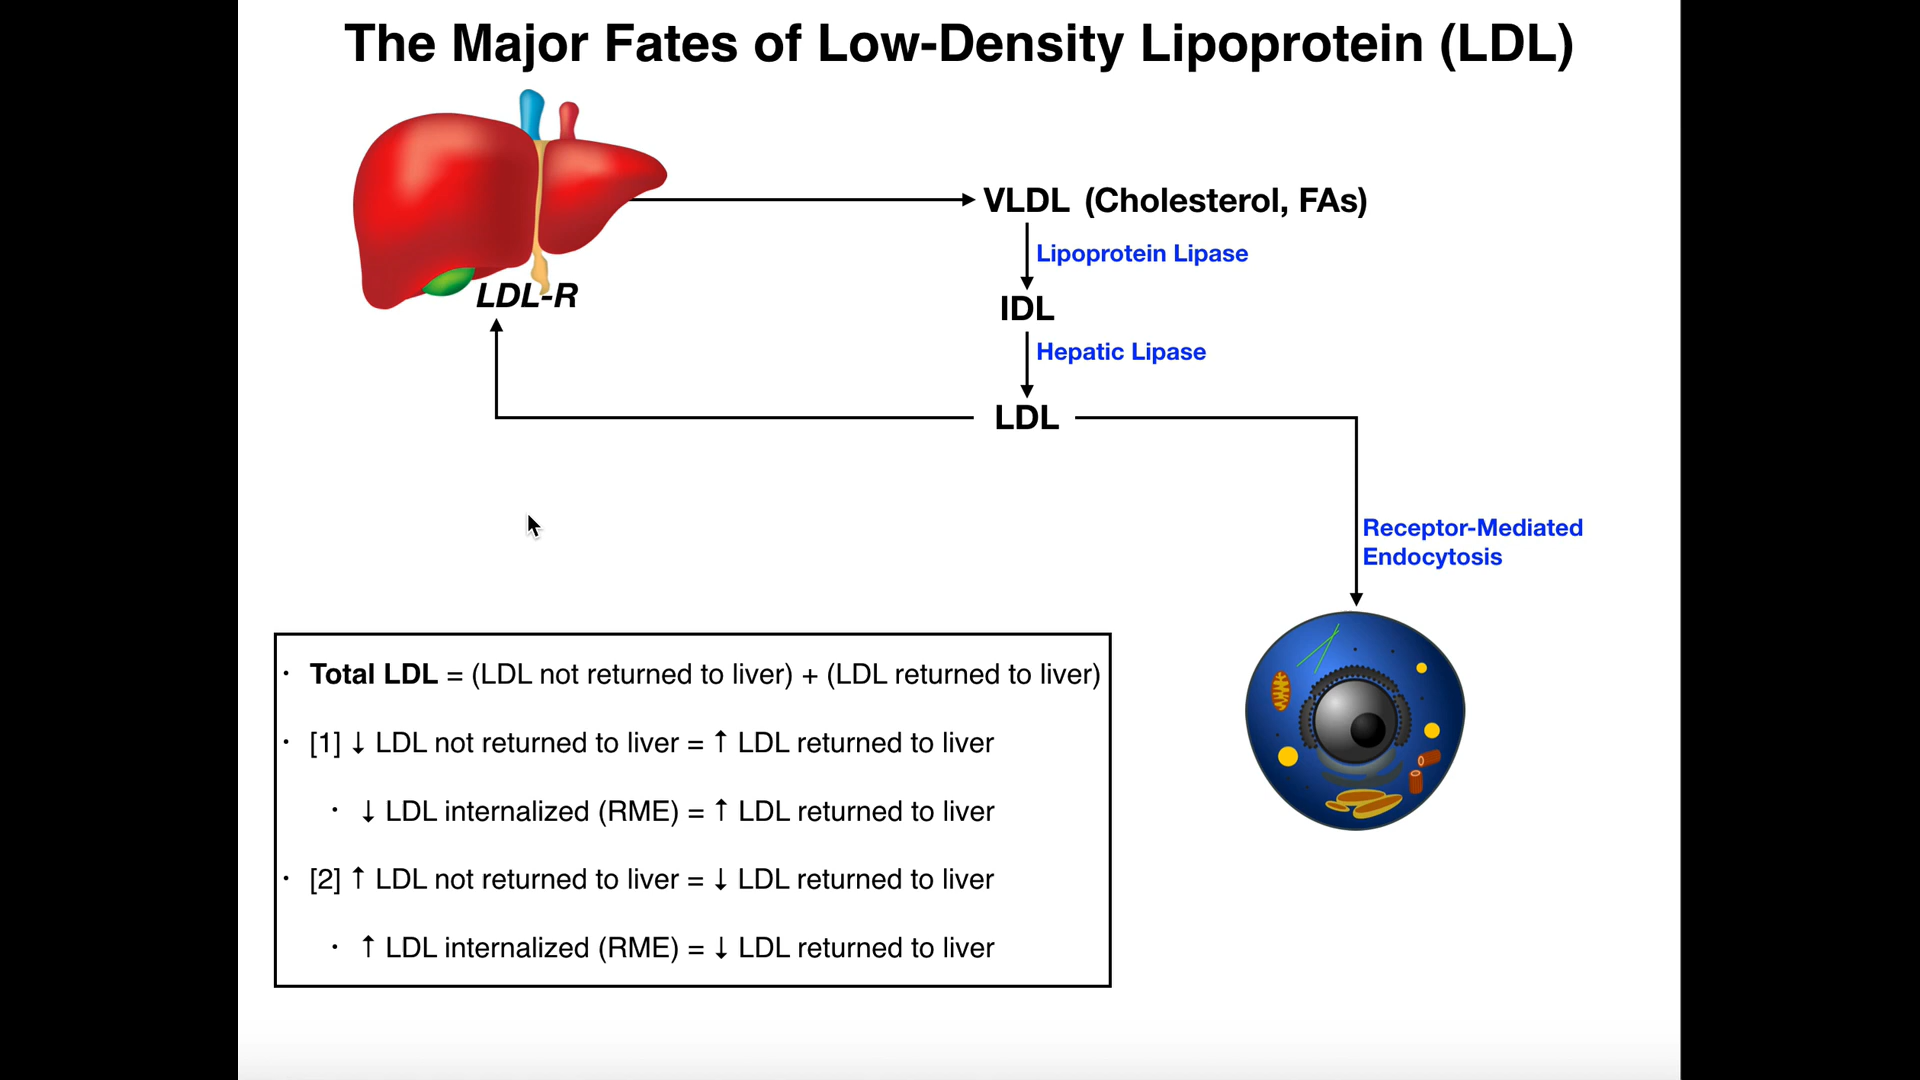 The Major Fates of Low-Density Lipoprotein (LDL)
VLDL (Cholesterol, FAs)
Lipoprotein Lipase
LDL-R
IDL
Hepatic Lipase
LDL
Receptor-Mediated
Endocytosis
· Total LDL = (LDL not returned to liver) + (LDL returned to liver)
· [1] ↓ LDL not returned to liver = ↑ LDL returned to liver
· ↓ LDL internalized (RME) = ↑ LDL returned to liver
· [2] ↑ LDL not returned to liver = ↓ LDL returned to liver
· ↑ LDL internalized (RME) = ↓ LDL returned to liver